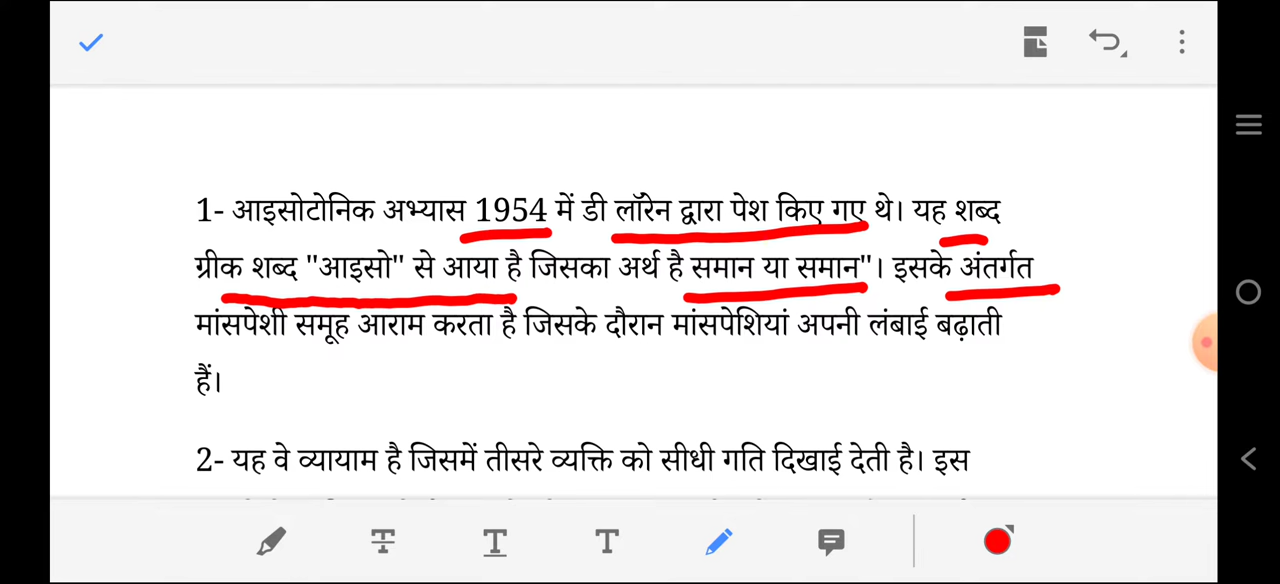 1- आइसोटोनिक अभ्यास 1954 में डी लॉरेन द्वारा पेश किए गए थे। यह शब्द
ग्रीक शब्द "आइसो" से आया है जिसका अर्थ है समान या समान"। इसके अंतर्गत
मांसपेशी समूह आराम करता है जिसके दौरान मांसपेशियां अपनी लंबाई बढ़ाती
हैं।
2- यह वे व्यायाम है जिसमें तीसरे व्यक्ति को सीधी गति दिखाई देती है। इस
T T T